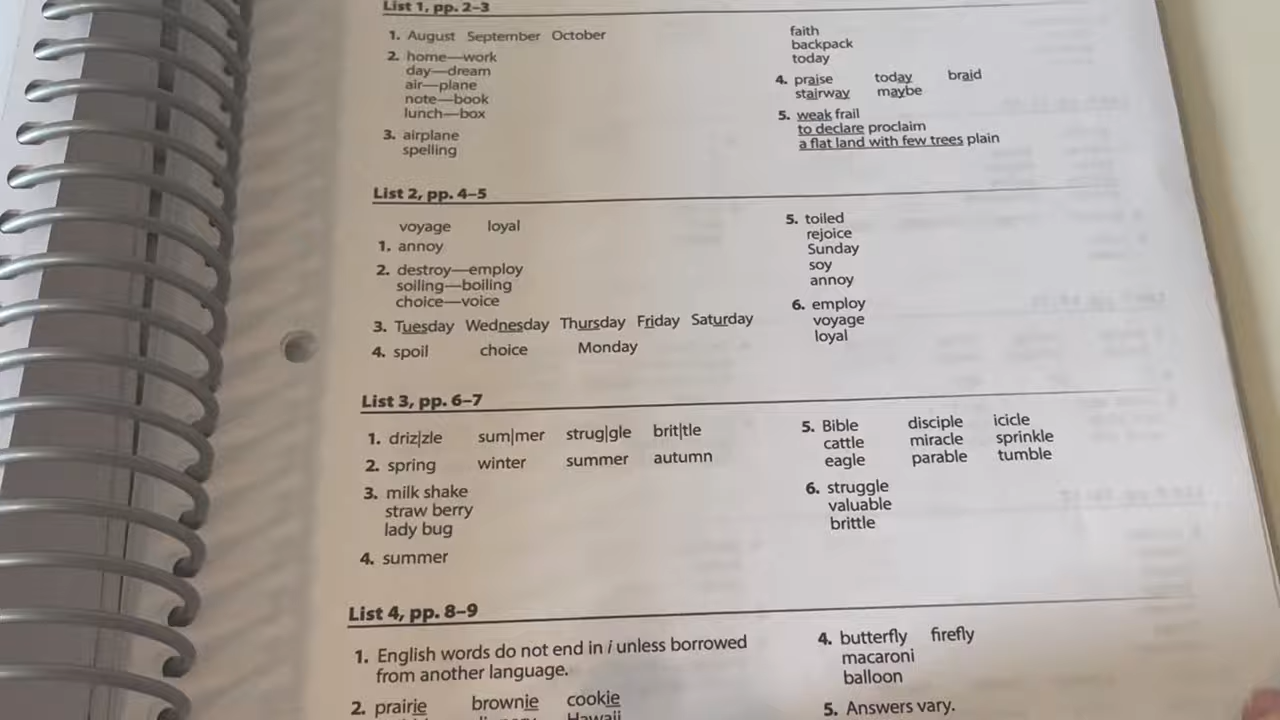 List 1, pp. 2–3
1. August September October
2. home—work
day—dream
air—plane
note—book
lunch—box
3. airplane
spelling
faith
backpack
today
4. praise today braid
stairway maybe
5. weak frail
to declare proclaim
a flat land with few trees plain
List 2, pp. 4–5
voyage loyal
1. annoy
2. destroy—employ
soiling—boiling
choice—voice
3. Tuesday Wednesday Thursday Friday Saturday
4. spoil choice Monday
5. toiled
rejoice
Sunday
soy
annoy
6. employ
voyage
loyal
List 3, pp. 6–7
1. driz|zle sum|mer strug|gle brit|tle
2. spring winter summer autumn
3. milk shake
straw berry
lady bug
4. summer
5. Bible disciple icicle
cattle miracle sprinkle
eagle parable tumble
6. struggle
valuable
brittle
List 4, pp. 8–9
1. English words do not end in i unless borrowed
from another language.
2. prairie brownie cookie
Hawaii
4. butterfly firefly
macaroni
balloon
5. Answers vary.